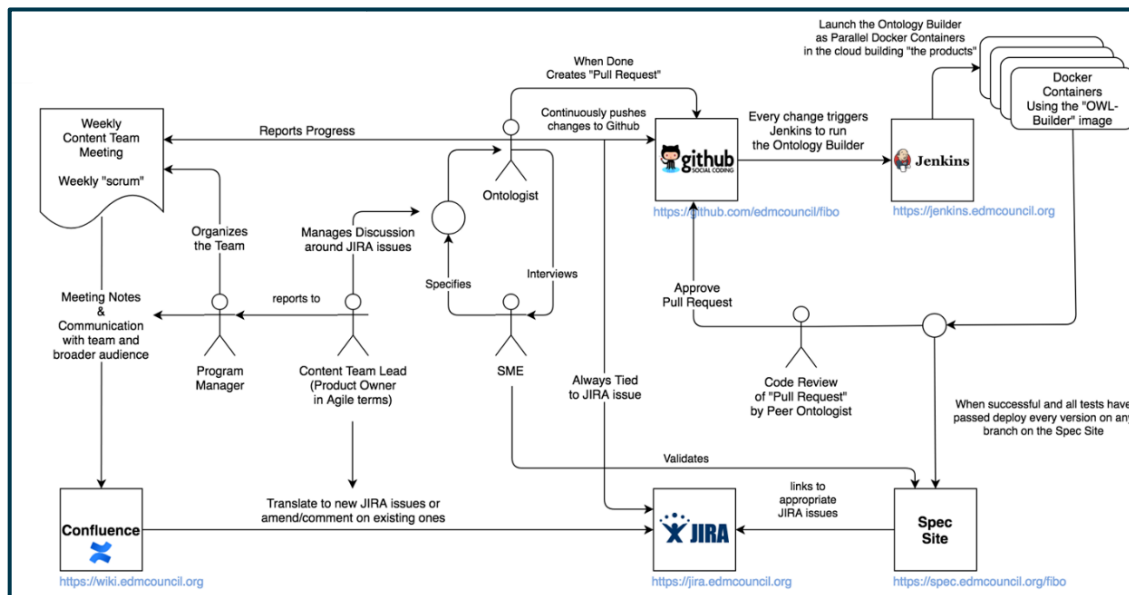 Launch the Ontology Builder
as Parallel Docker Containers
in the cloud building "the products"
Docker
Containers
Using the "OWL-
Builder" image
When Done
Creates "Pull Request"
Weekly
Content Team
Meeting
Weekly "scrum"
Reports Progress
Continuously pushes
changes to Github
Every change triggers
Jenkins to run
the Ontology Builder
github
SOCIAL CODING
Jenkins
https://github.com/edmcouncil/fibo
https://jenkins.edmcouncil.org
Ontologist
Organizes
the Team
Manages Discussion
around JIRA issues
Specifies
Interviews
Approve
Pull Request
Meeting Notes
&
Communication
with team and
broader audience
reports to
Program
Manager
Content Team Lead
(Product Owner
in Agile terms)
SME
Always Tied
to JIRA issue
Code Review
of "Pull Request"
by Peer Ontologist
When successful and all tests have
passed deploy every version on any
branch on the Spec Site
Validates
Translate to new JIRA issues or
amend/comment on existing ones
links to
appropriate
JIRA issues
Confluence
JIRA
Spec
Site
https://wiki.edmcouncil.org
https://jira.edmcouncil.org
https://spec.edmcouncil.org/fibo